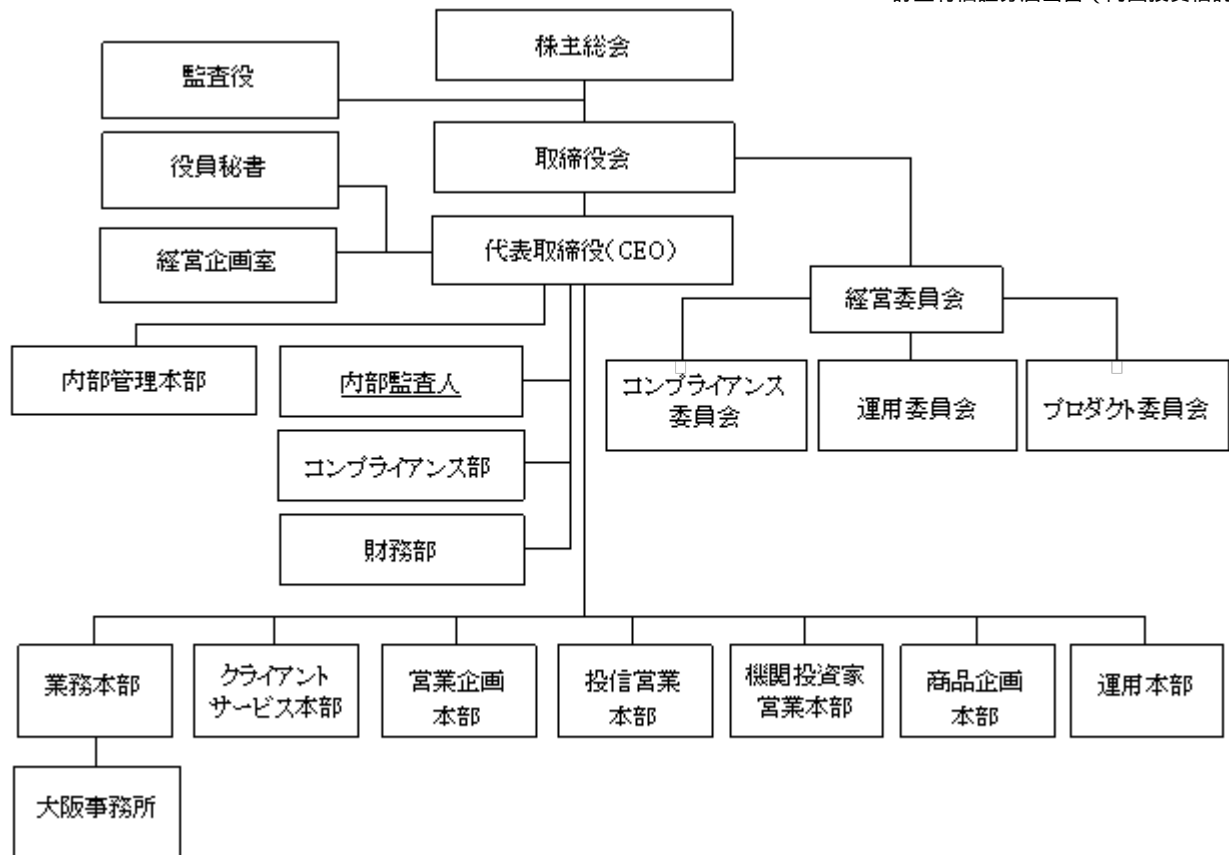 株主総会
監査役
取締役会
役員秘書
代表取締役(CEO)
経営企画室
経営委員会
内部管理本部
内部監査人
コンプライアンス
委員会
運用委員会
プロダクト委員会
コンプライアンス部
財務部
業務本部
クライアント
サービス本部
営業企画
本部
投信営業
本部
機関投資家
営業本部
商品企画
本部
運用本部
大阪事務所